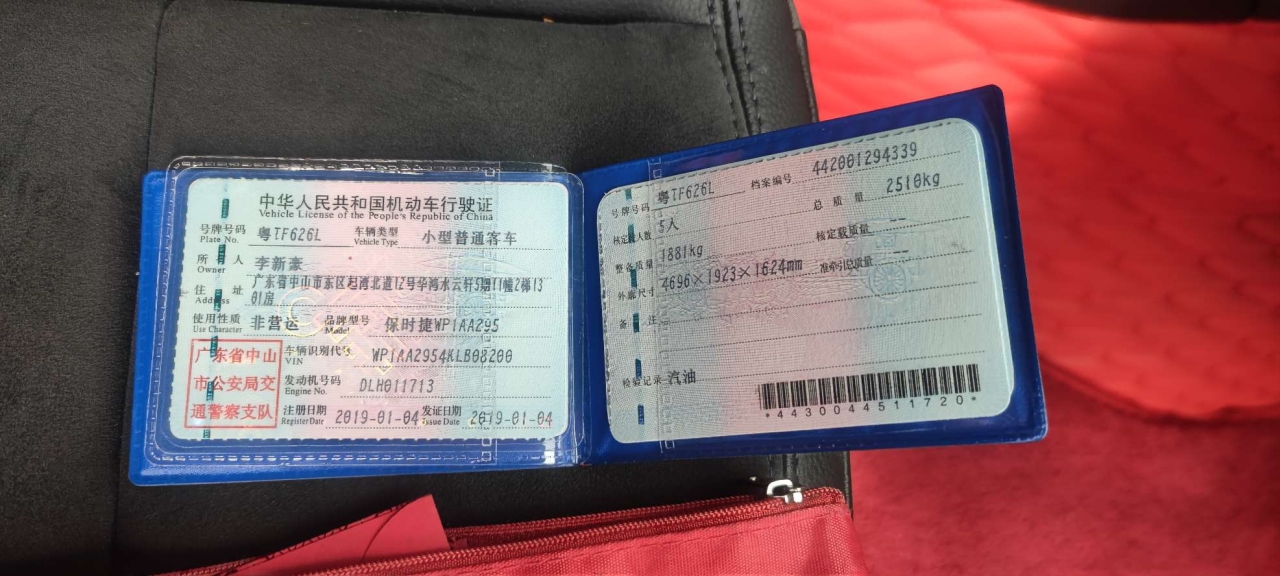 中华人民共和国机动车行驶证
Vehicle License of the People's Republic of China
号牌号码 粤TF626L 车辆类型 小型普通客车
Plate No. Vehicle Type
所有人 李新豪
Owner
住址 广东省中山市东区起湾北道12号华鸿水云轩5期11幢2梯13
Address 01房
使用性质 非营运 品牌型号 保时捷WP1AA295
Use Character Model
广东省中山
市公安局交
通警察支队
车辆识别代号 WP1AA2954KLB08200
VIN
发动机号码 DLH011713
Engine No.
注册日期 2019-01-04 发证日期 2019-01-04
Register Date Issue Date
号牌号码 粤TF626L 档案编号 442001294339
核定载人数 5人 总质量 2510kg
整备质量 1881kg 核定载质量 --
外廓尺寸 4696×1923×1624mm 准牵引总质量 --
备注
检验记录 汽油
*4430044511720*